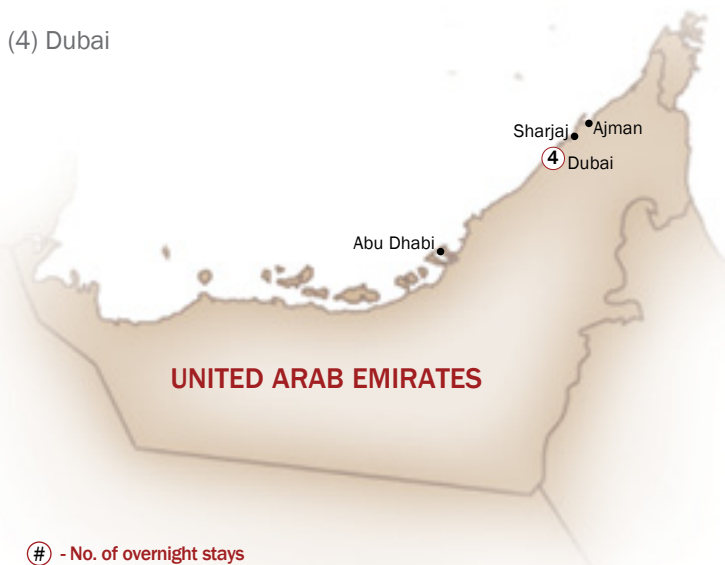 (4) Dubai
Sharjaj
Ajman
4
Dubai
Abu Dhabi
UNITED ARAB EMIRATES
# - No. of overnight stays